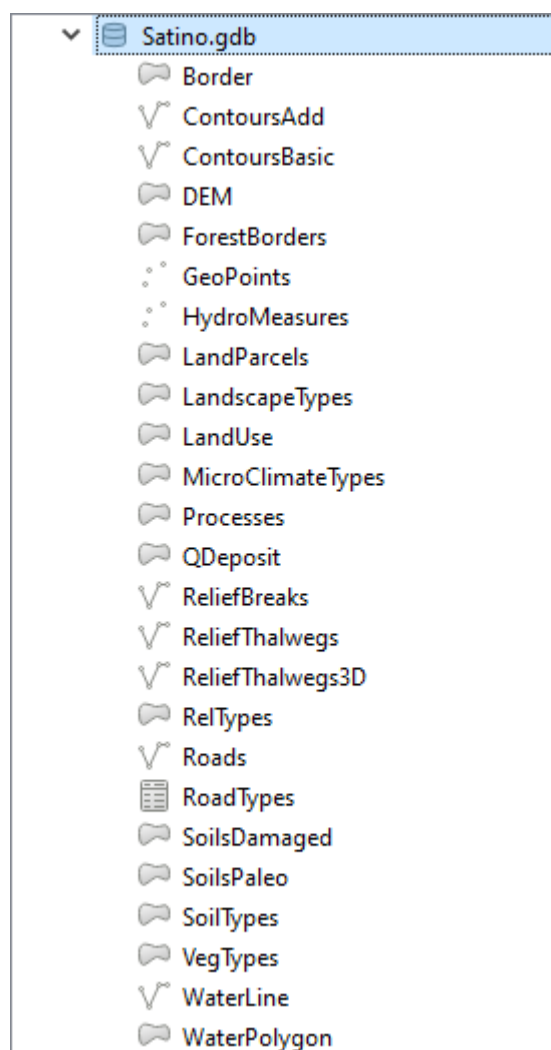 Satino.gdb
Border
ContoursAdd
ContoursBasic
DEM
ForestBorders
GeoPoints
HydroMeasures
LandParcels
LandscapeTypes
LandUse
MicroClimateTypes
Processes
QDeposit
ReliefBreaks
ReliefThalwegs
ReliefThalwegs3D
RelTypes
Roads
RoadTypes
SoilsDamaged
SoilsPaleo
SoilTypes
VegTypes
WaterLine
WaterPolygon